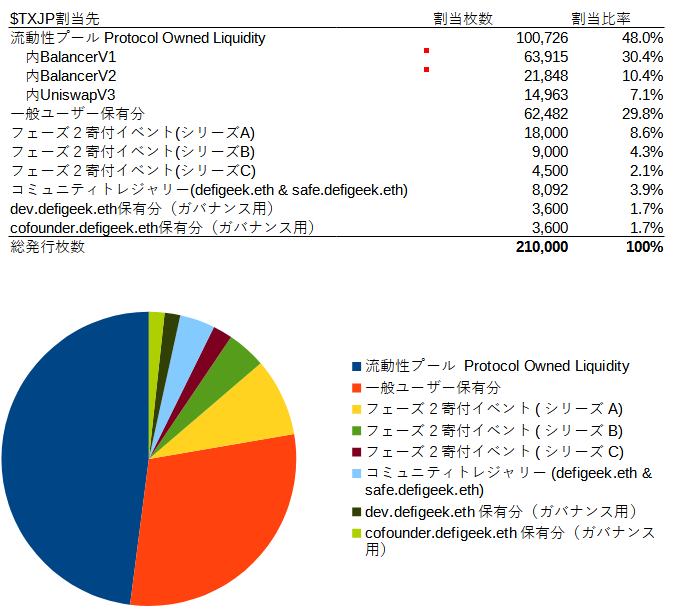 $TXJP割当先 割当枚数 割当比率
流動性プール Protocol Owned Liquidity 100,726 48.0%
内BalancerV1 63,915 30.4%
内BalancerV2 21,848 10.4%
内UniswapV3 14,963 7.1%
一般ユーザー保有分 62,482 29.8%
フェーズ２寄付イベント(シリーズA) 18,000 8.6%
フェーズ２寄付イベント(シリーズB) 9,000 4.3%
フェーズ２寄付イベント(シリーズC) 4,500 2.1%
コミュニティトレジャリー(defigeek.eth & safe.defigeek.eth) 8,092 3.9%
dev.defigeek.eth保有分（ガバナンス用） 3,600 1.7%
cofounder.defigeek.eth保有分（ガバナンス用） 3,600 1.7%
総発行枚数 210,000 100%
流動性プール Protocol Owned Liquidity
一般ユーザー保有分
フェーズ２寄付イベント ( シリーズ A)
フェーズ２寄付イベント ( シリーズ B)
フェーズ２寄付イベント ( シリーズ C)
コミュニティトレジャリー (defigeek.eth &
safe.defigeek.eth)
dev.defigeek.eth 保有分（ガバナンス用）
cofounder.defigeek.eth 保有分（ガバナンス
用）